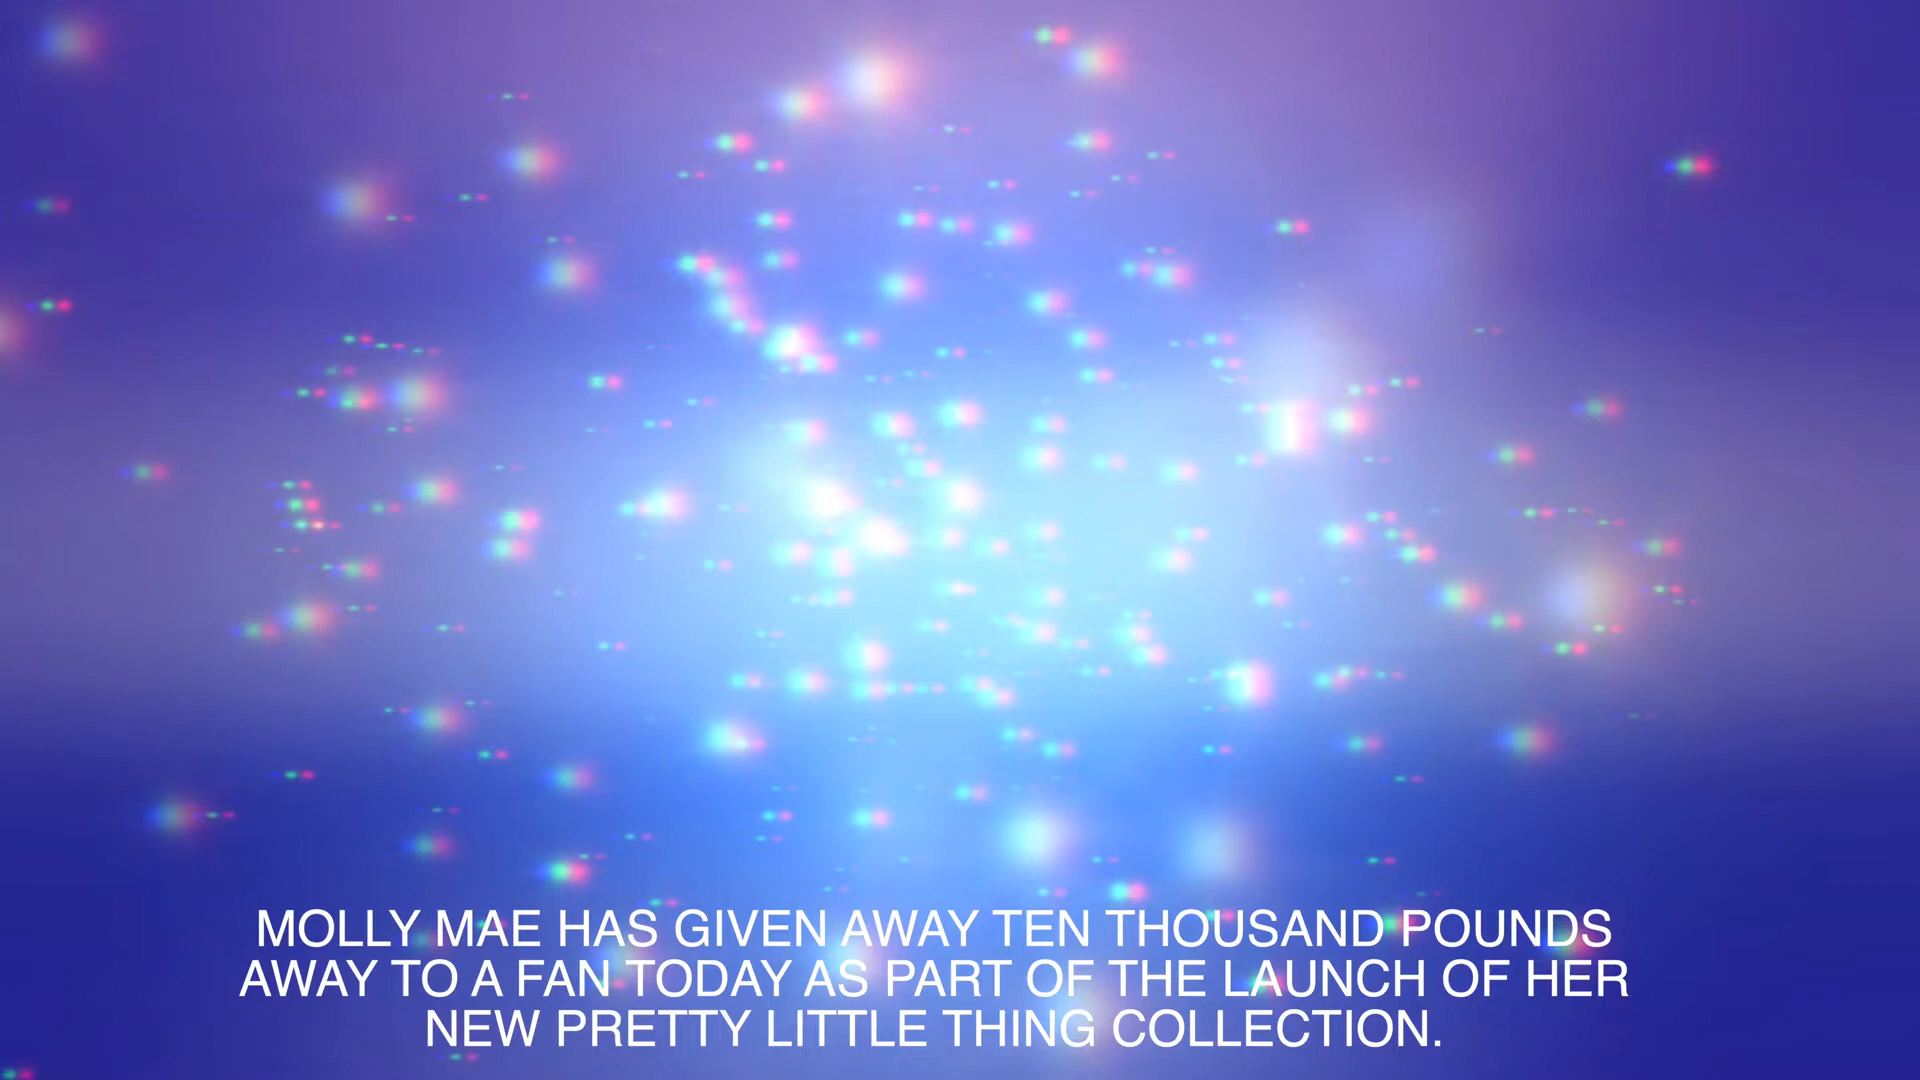 MOLLY MAE HAS GIVEN AWAY TEN THOUSAND POUNDS
AWAY TO A FAN TODAY AS PART OF THE LAUNCH OF HER
NEW PRETTY LITTLE THING COLLECTION.